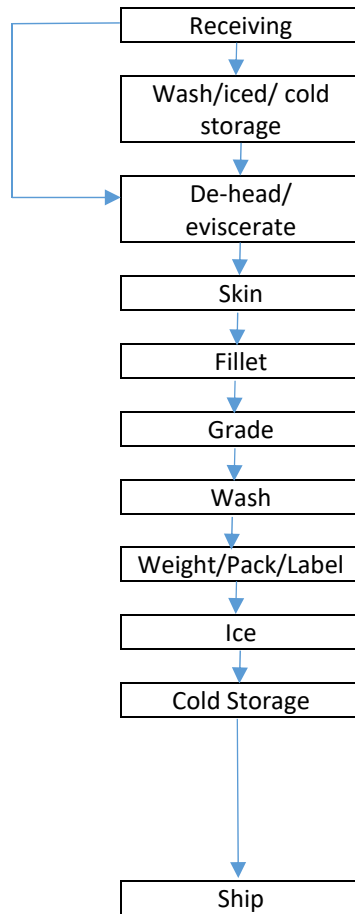 Receiving
Wash/iced/ cold
storage
De-head/
eviscerate
Skin
Fillet
Grade
Wash
Weight/Pack/Label
Ice
Cold Storage
Ship